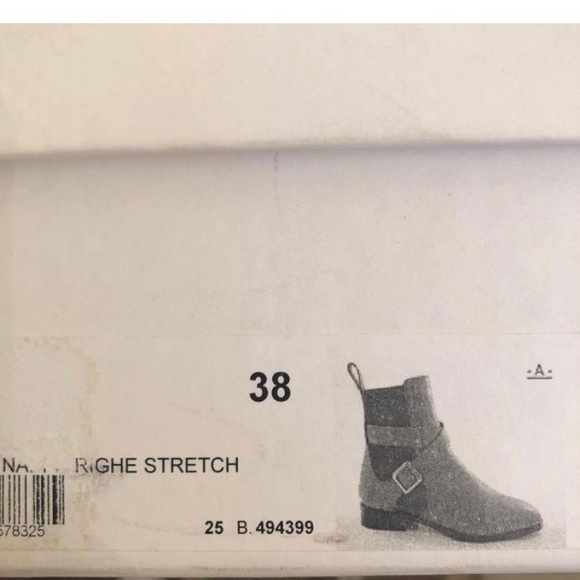 38
-A-
RIGHE STRETCH
578325
25 B. 494399